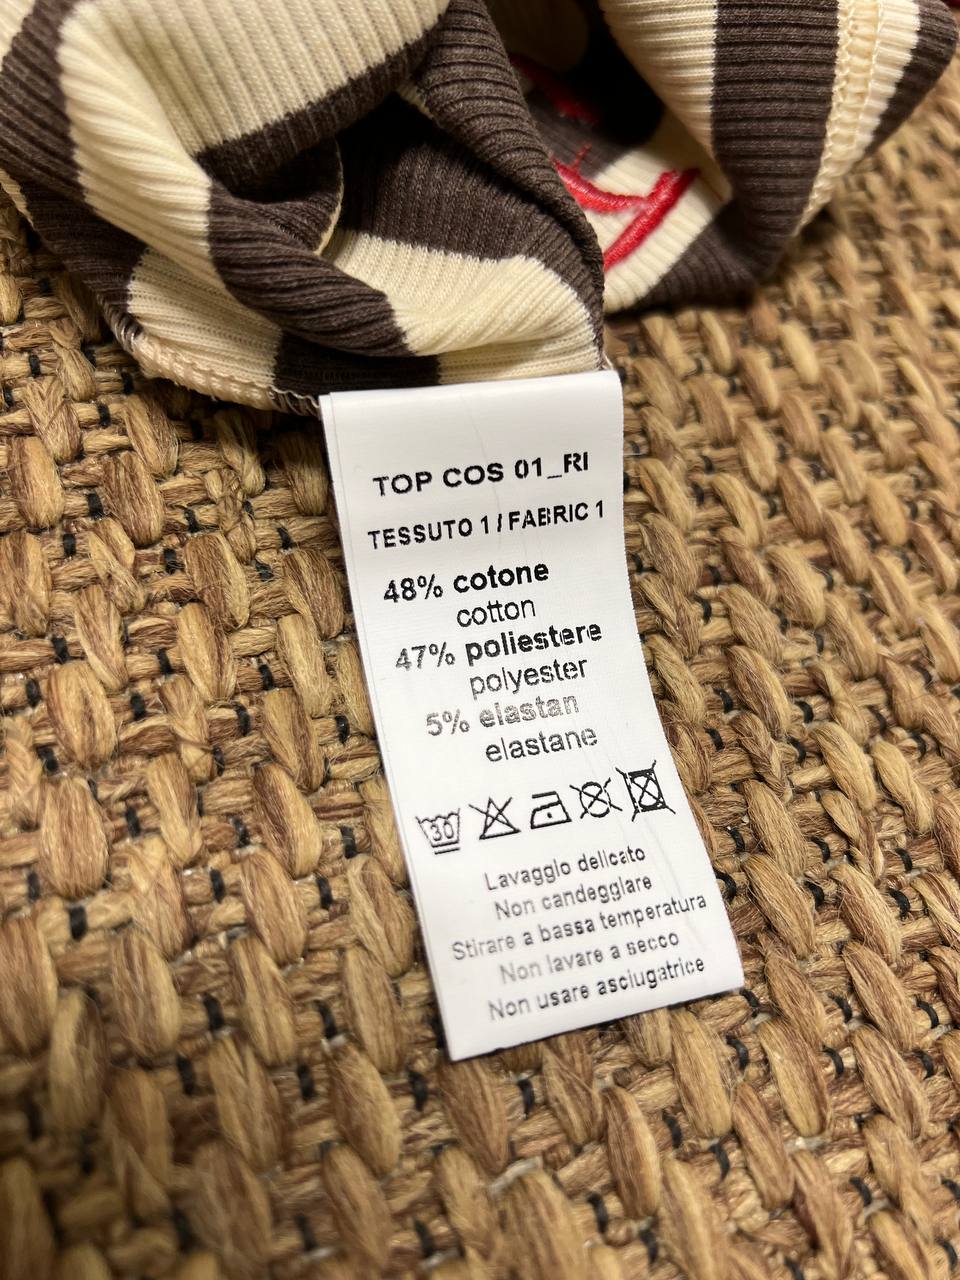 TOP COS 01_FRI
TESSUTO 1 / FABRIC 1
48% cotone
cotton
47% poliestere
polyester
5% elastan
elastane
30
Lavaggio delicato
Non candeggiare
Stirare a bassa temperatura
Non lavare a secco
Non usare asciugatrice